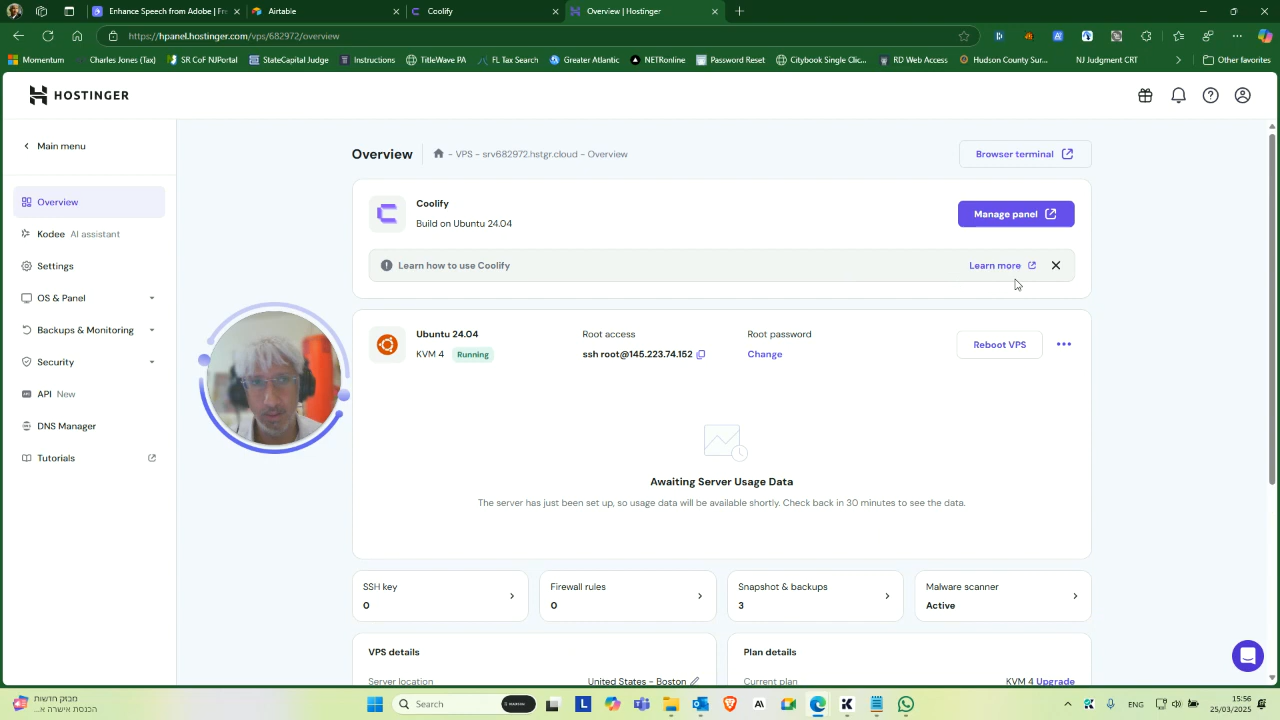 Enhance Speech from Adobe | Fr
Airtable
Coolify
Overview | Hostinger
https://hpanel.hostinger.com/vps/682972/overview
Momentum
Charles Jones (Tax)
SR CoF NJPortal
StateCapital Judge
Instructions
TitleWave PA
FL Tax Search
Greater Atlantic
NETRonline
Password Reset
Citybook Single Clic...
RD Web Access
Hudson County Sur...
NJ Judgment CRT
Other favorites
HOSTINGER
Main menu
Overview
- VPS - srv682972.hstgr.cloud - Overview
Browser terminal
Overview
Kodee AI assistant
Settings
OS & Panel
Backups & Monitoring
Security
API New
DNS Manager
Tutorials
Coolify
Build on Ubuntu 24.04
Manage panel
Learn how to use Coolify
Learn more
Ubuntu 24.04
KVM 4 Running
Root access
ssh root@145.223.74.152
Root password
Change
Reboot VPS
Awaiting Server Usage Data
The server has just been set up, so usage data will be available shortly. Check back in 30 minutes to see the data.
SSH key
0
Firewall rules
0
Snapshot & backups
3
Malware scanner
Active
VPS details
Server location
United States - Boston
Plan details
Current plan
KVM 4 Upgrade
מבזק חדשות
הכנסת אישרה א...
Search
ENG
15:56
25/03/2025